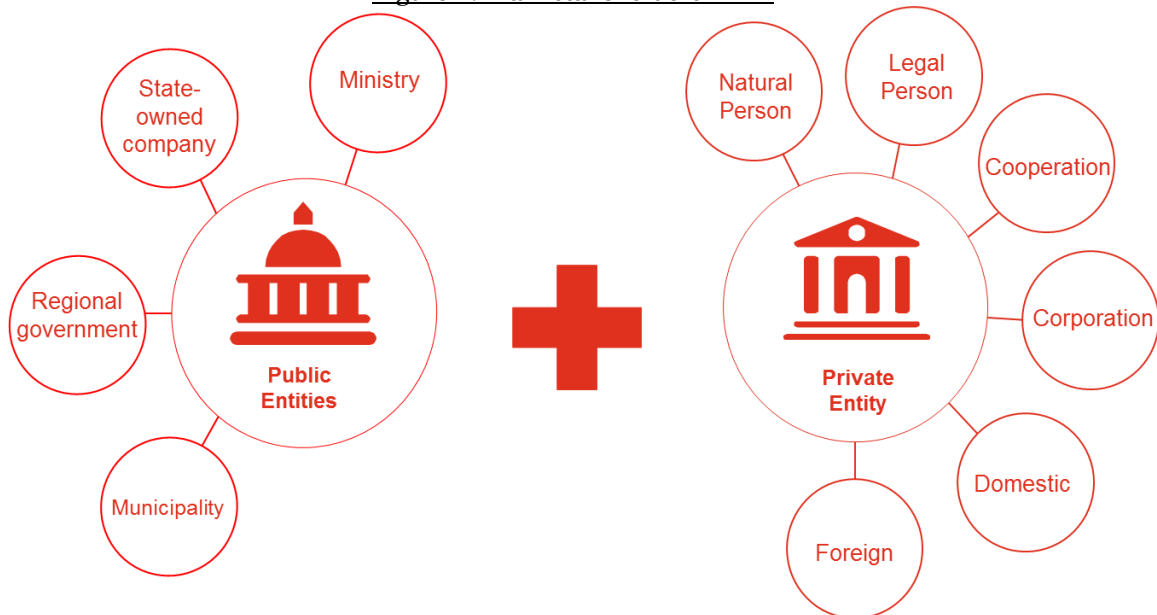 Ministry
State-
owned
company
Regional
government
Municipality
Public
Entities
Natural
Person
Legal
Person
Cooperation
Corporation
Domestic
Foreign
Private
Entity